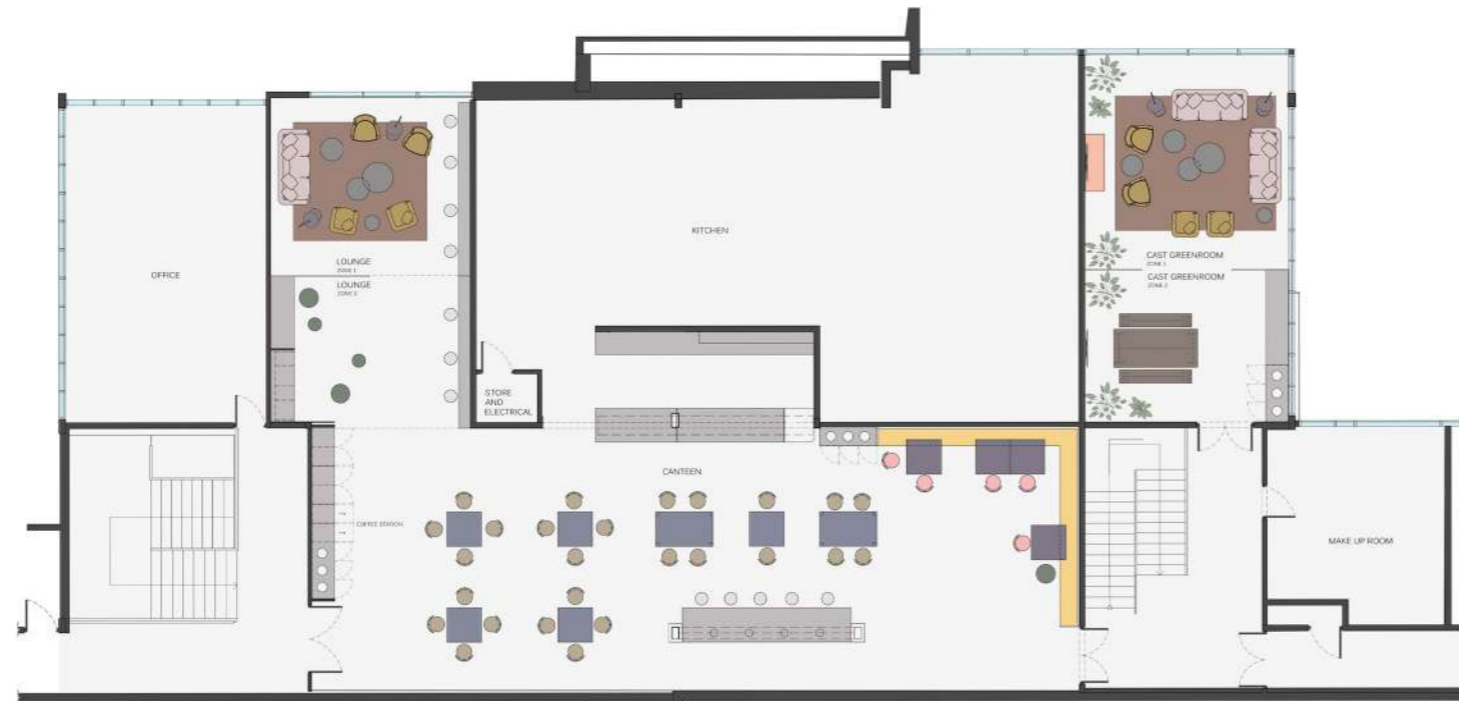 OFFICE
LOUNGE
ZONE 1
LOUNGE
ZONE 2
KITCHEN
STORE
AND
ELECTRICAL
CANTEEN
COFFEE STATION
CAST GREENROOM
ZONE 1
CAST GREENROOM
ZONE 2
MAKE UP ROOM